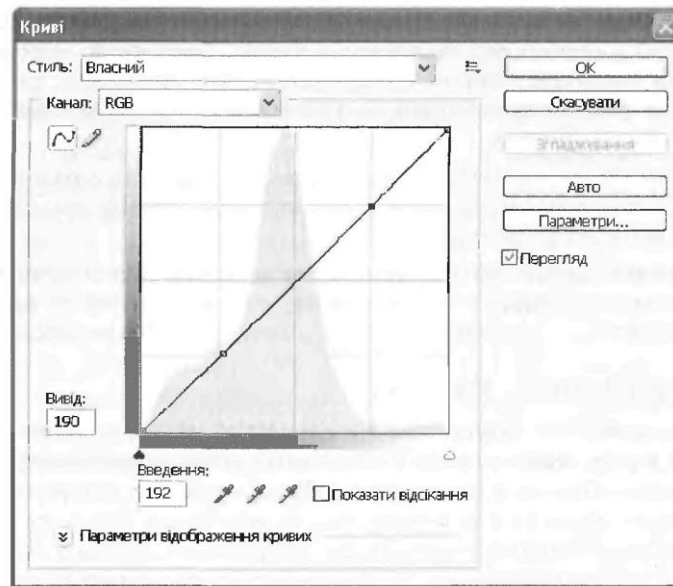 Криві
Стиль: Власний
OK
Канал: RGB
Скасувати
Згладжування
Авто
Параметри...
Перегляд
Вивід:
190
Введення:
192
Показати відсікання
Параметри відображення кривих